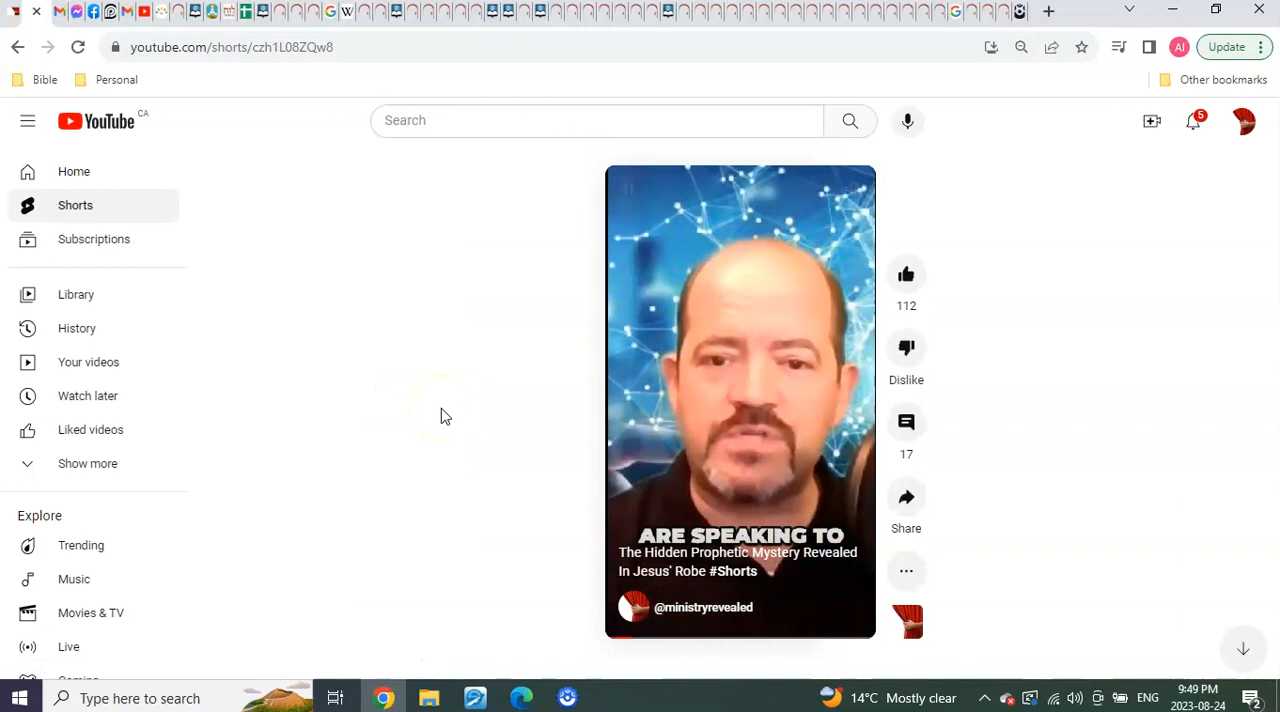 youtube.com/shorts/czh1L08ZQw8
AI
Update
Bible
Personal
Other bookmarks
YouTube CA
Search
5
Home
Shorts
Subscriptions
Library
History
Your videos
Watch later
Liked videos
Show more
Explore
Trending
Music
Movies & TV
Live
ARE SPEAKING TO
The Hidden Prophetic Mystery Revealed
In Jesus' Robe #Shorts
@ministryrevealed
112
Dislike
17
Share
Type here to search
14°C Mostly clear
ENG
9:49 PM
2023-08-24
2